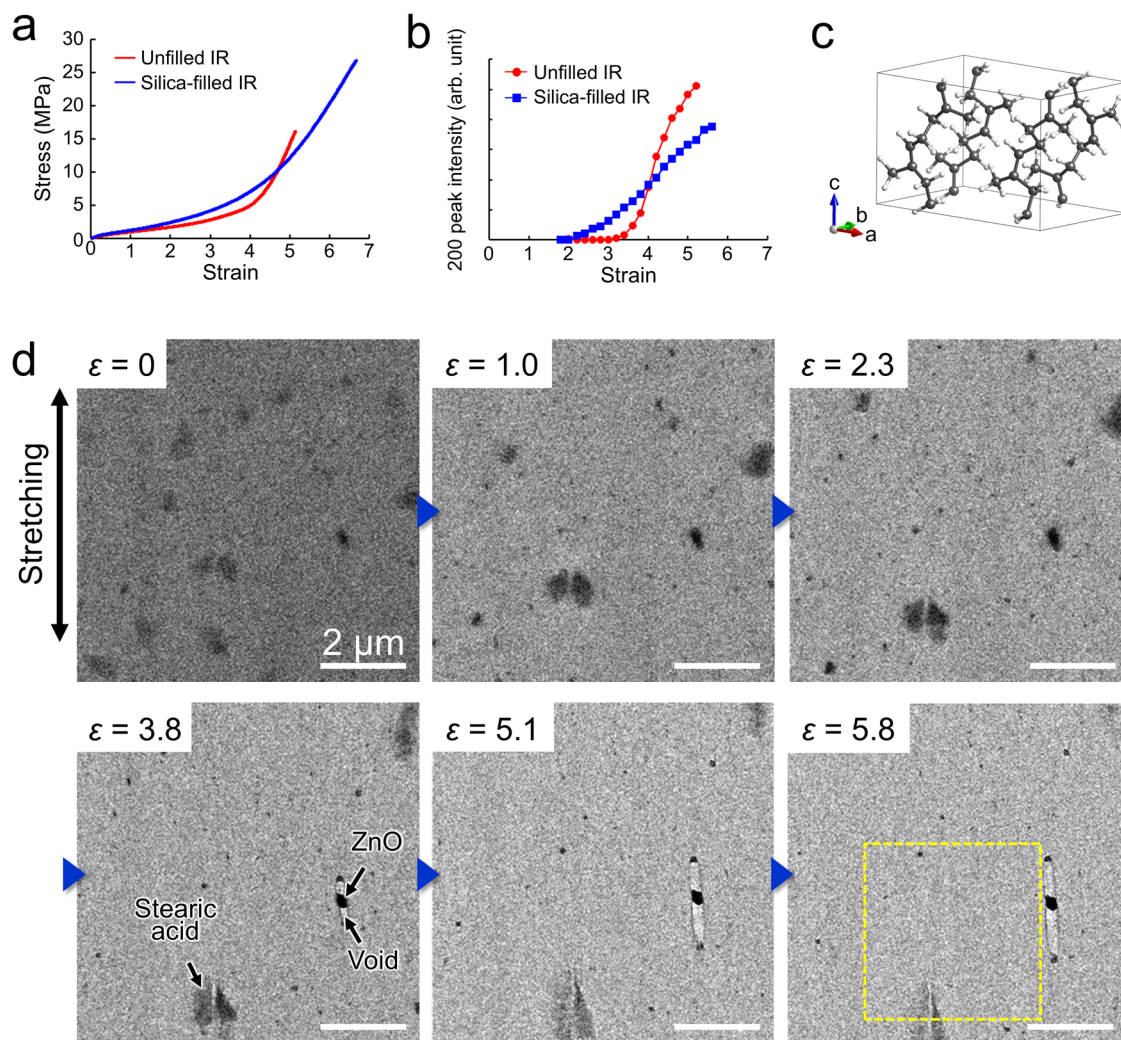 a
30
25
20
15
10
5
0
Stress (MPa)
Unfilled IR
Silica-filled IR
0 1 2 3 4 5 6 7
Strain
b
200 peak intensity (arb. unit)
Unfilled IR
Silica-filled IR
0 1 2 3 4 5 6 7
Strain
c
c
b
a
d
Stretching
ε = 0
2 μm
ε = 1.0
ε = 2.3
ε = 3.8
ZnO
Stearic
acid
Void
ε = 5.1
ε = 5.8